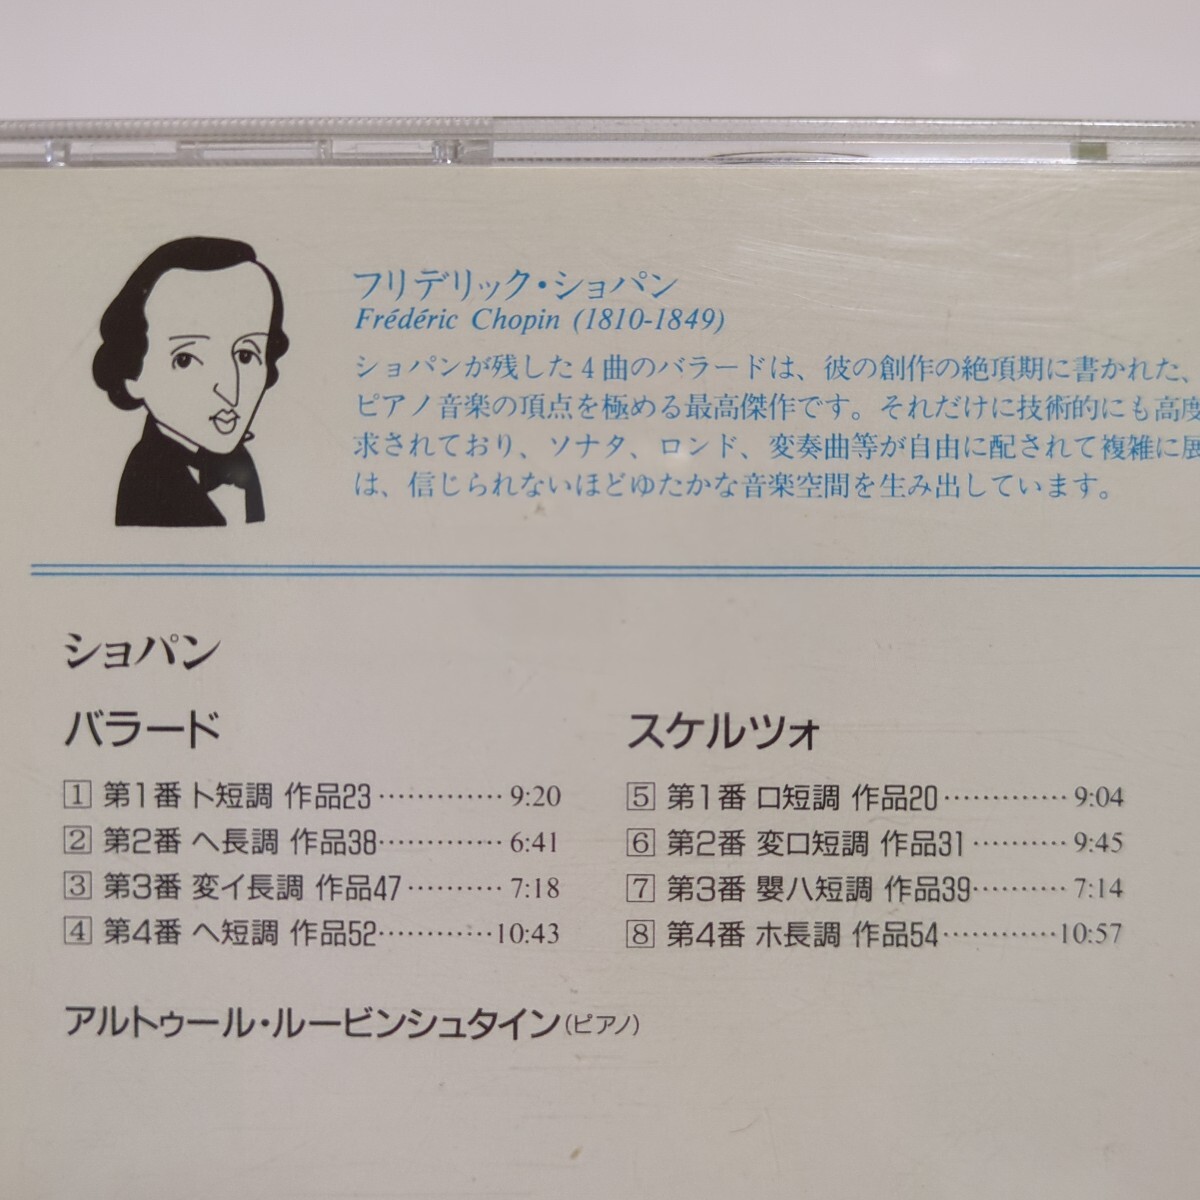 フリデリック・ショパン
Frédéric Chopin (1810-1849)
ショパンが残した4曲のバラードは、彼の創作の絶頂期に書かれた、
ピアノ音楽の頂点を極める最高傑作です。それだけに技術的にも高度
求されており、ソナタ、ロンド、変奏曲等が自由に配されて複雑に展
は、信じられないほどゆたかな音楽空間を生み出しています。
ショパン
バラード
1 第1番 ト短調 作品23 ············· 9:20
2 第2番 ヘ長調 作品38 ············· 6:41
3 第3番 変イ長調 作品47 ·········· 7:18
4 第4番 ヘ短調 作品52 ············ 10:43
スケルツォ
5 第1番 ロ短調 作品20 ············· 9:04
6 第2番 変ロ短調 作品31 ·········· 9:45
7 第3番 嬰ハ短調 作品39 ·········· 7:14
8 第4番 ホ長調 作品54 ············ 10:57
アルトゥール・ルービンシュタイン(ピアノ)